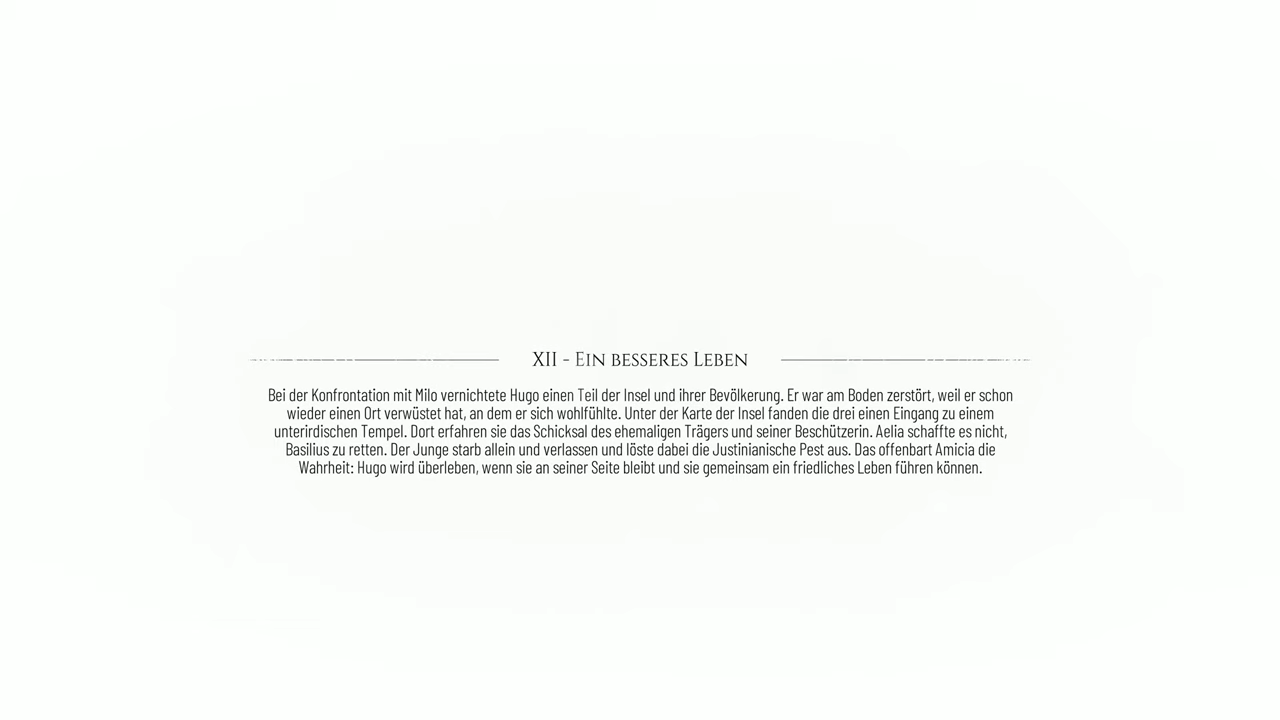 XII - Ein besseres Leben
Bei der Konfrontation mit Milo vernichtete Hugo einen Teil der Insel und ihrer Bevölkerung. Er war am Boden zerstört, weil er schon
wieder einen Ort verwüstet hat, an dem er sich wohlfühlte. Unter der Karte der Insel fanden die drei einen Eingang zu einem
unterirdischen Tempel. Dort erfahren sie das Schicksal des ehemaligen Trägers und seiner Beschützerin. Aelia schaffte es nicht,
Basilius zu retten. Der Junge starb allein und verlassen und löste dabei die Justinianische Pest aus. Das offenbart Amicia die
Wahrheit: Hugo wird überleben, wenn sie an seiner Seite bleibt und sie gemeinsam ein friedliches Leben führen können.